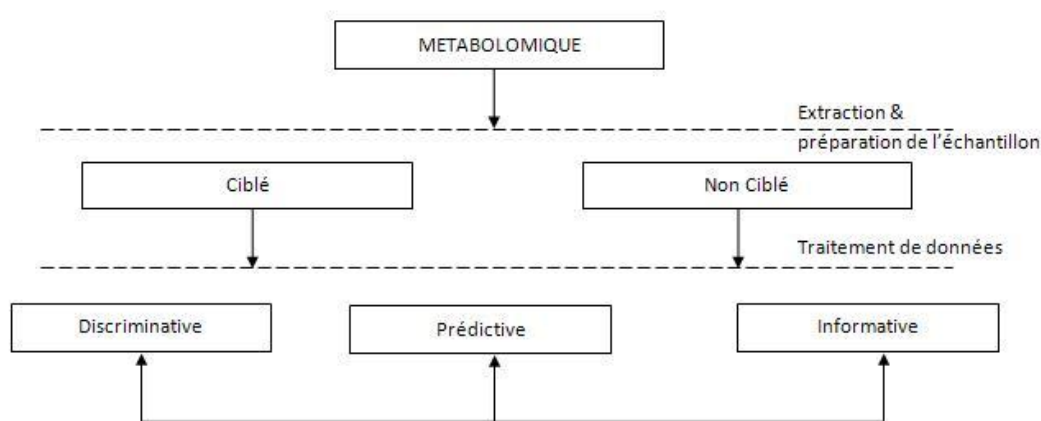 METABOLOMIQUE
Extraction &
préparation de l'échantillon
Ciblé
Non Ciblé
Traitement de données
Discriminative
Prédictive
Informative